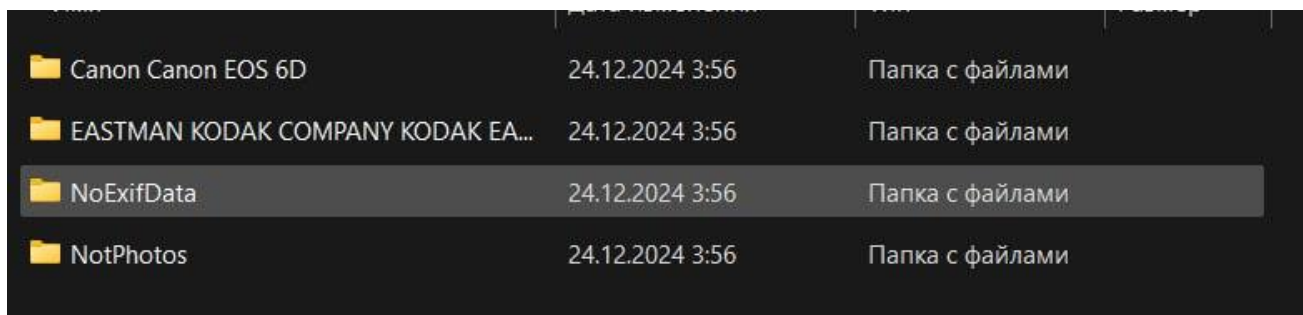 Canon Canon EOS 6D 24.12.2024 3:56 Папка с файлами
EASTMAN KODAK COMPANY KODAK EA... 24.12.2024 3:56 Папка с файлами
NoExifData 24.12.2024 3:56 Папка с файлами
NotPhotos 24.12.2024 3:56 Папка с файлами